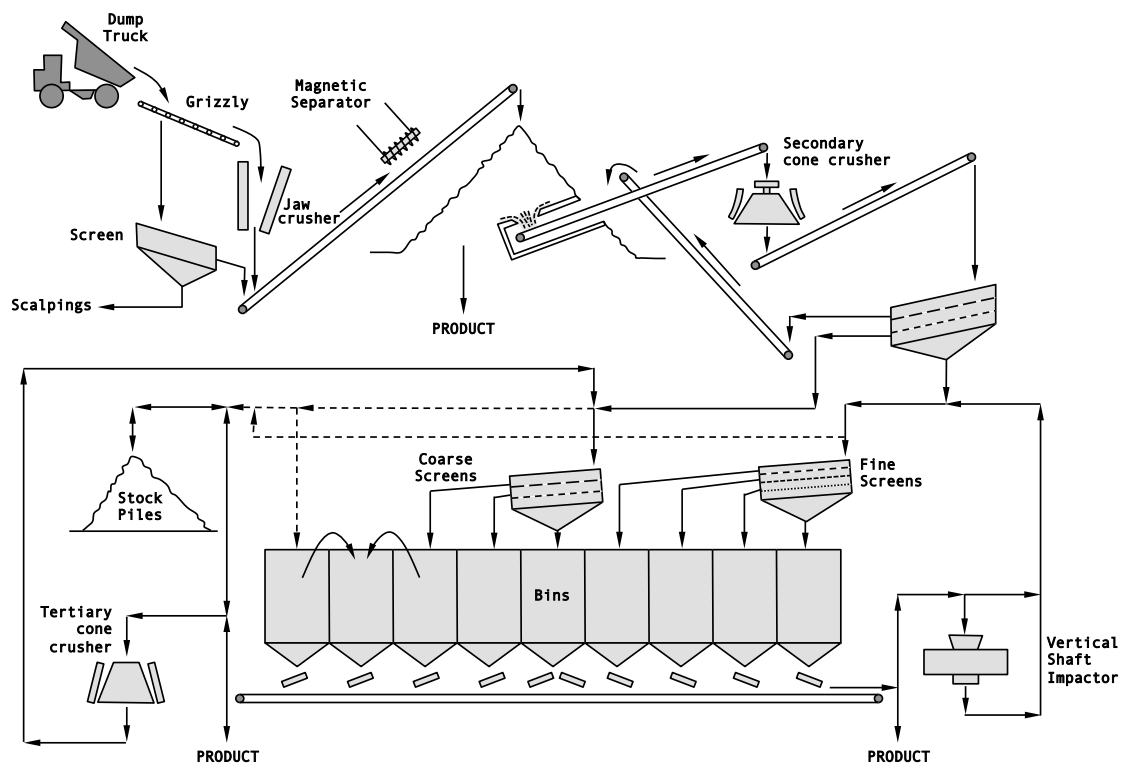 Dump
Truck
Grizzly
Magnetic
Separator
Jaw
crusher
Secondary
cone crusher
Screen
Scalpings
PRODUCT
Coarse
Screens
Fine
Screens
Stock
Piles
Bins
Tertiary
cone
crusher
Vertical
Shaft
Impactor
PRODUCT
PRODUCT